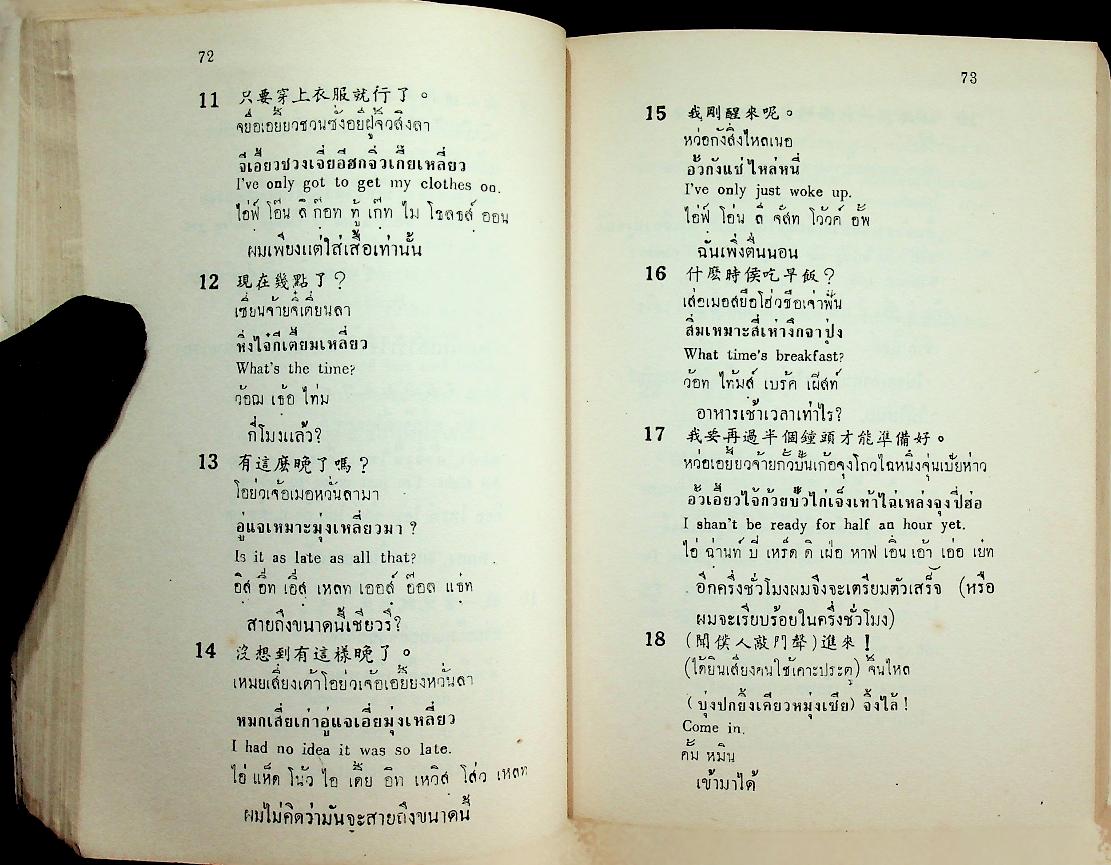 72
11 只要穿上衣服就行了。
จยื่อเอยี้ยวชวนซั่งอยีฝู่จิ้วสิงลา
จี้เอี้ยวชวงเจี่ยอีฮกจิ่วเกี้ยเหลี่ยว
I've only got to get my clothes on.
ไอ่ฟ์ โอ๊น ลี ก๊อท ทู้ เก๊ท ไม โซลธส์ ออน
ผมเพียงแต่ใส่เสื้อเท่านั้น
12 現在幾點了？
เซี่ยนจ้ายจี๋เตี่ยนลา
หิ่งไจ๋กีเตี้ยมเหลี่ยว
What's the time?
ว้อฌ เธ้อ ไท่ม
กี่โมงแล้ว?
13 有這麼晚了嗎？
โอย่วเจ้อเมอหวั่นลามา
อู่แจเหมาะมุ่งเหลี่ยวมา ?
Is it as late as all that?
อิส อิ๊ท เอ๊ส เหลท เออส์ อ๊อล แธ่ท
สายถึงขนาดนี้เชียวรึ?
14 沒想到有這樣晚了。
เหมยเสี่ยงเต้าโอย่วเจ้อเอยี้ยงหวั่นลา
หมกเสี่ยเก่าอู่แจเอี่ยมุ่งเหลี่ยว
I had no idea it was so late.
ไอ่ แห็ด โน้ว ไอ เดีย อิท เหวิส โส่ว เหลท
ผมไม่คิดว่ามันจะสายถึงขนาดนี้
73
15 我剛醒來呢。
หว่อกังสิ่งไหลเนอ
อั้วกังแช่ไหล่หนี่
I've only just woke up.
ไอ่ฟ์ โอ่น ลี จัสท โว้วค์ อั้พ
ฉันเพิ่งตื่นนอน
16 什麼時侯吃早飯？
เส่อเมอสยือโฮ่วชือเจ่าฟั่น
สิ่มเหมาะสี่เห่างึกจาปุ่ง
What time's breakfast?
ว้อท ไท้มส์ เบรัค เผีสท์
อาหารเช้าเวลาเท่าไร?
17 我要再過半個鐘頭才能準備好。
หว่อเอยี้ยวจ้ายกั้วบั้นเก้อจุงโถวไฉหนิงจุ่นเบ้ยห่าว
อั้วเอี้ยวไจ้ก้วยบั้วไก่เจ็งเท้าไฉ่เหล่งจุงปี่ฮ่อ
I shan't be ready for half an hour yet.
ไอ่ ฉ่านท์ บี่ เหร็ด ดิ เฝ่อ หาฟ เอิ่น เอ้า เอ่อ เย๋ท
อีกครึ่งชั่วโมงผมจึงจะเตรียมตัวเสร็จ (หรือ
ผมจะเรียบร้อยในครึ่งชั่วโมง)
18 (聞僕人敲門聲) 進來！
(ได้ยินเสียงคนใช้เคาะประตู) จิ้นไหล
(บุ่งปกยิ้งเคียวหมุ่งเซีย) จิ้งไล้ !
Come in.
คั้ม หมิน
เข้ามาได้